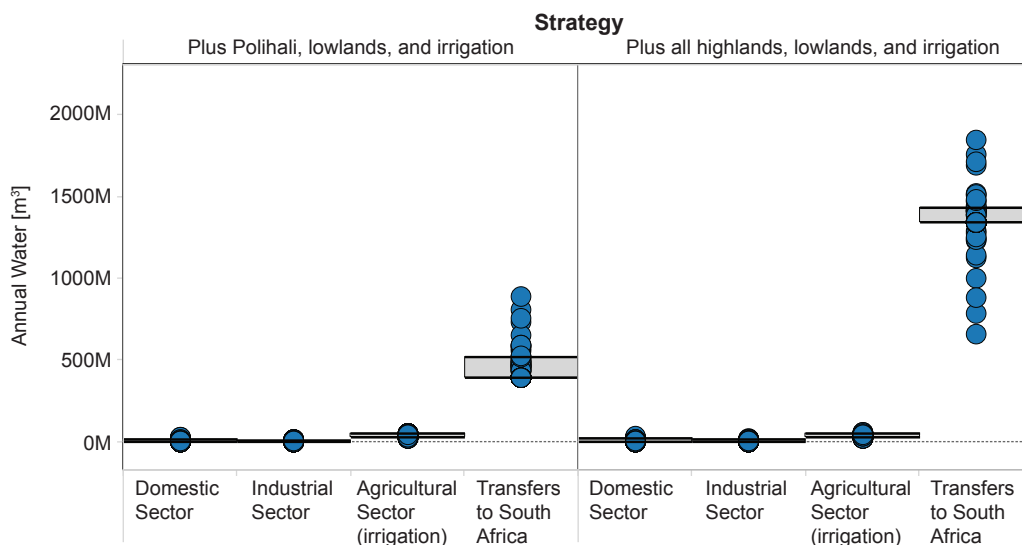 Strategy
Plus Polihali, lowlands, and irrigation
Plus all highlands, lowlands, and irrigation
Annual Water [m³]
2000M
1500M
1000M
500M
0M
Domestic
Sector
Industrial
Sector
Agricultural
Sector
(irrigation)
Transfers
to South
Africa
Domestic
Sector
Industrial
Sector
Agricultural
Sector
(irrigation)
Transfers
to South
Africa